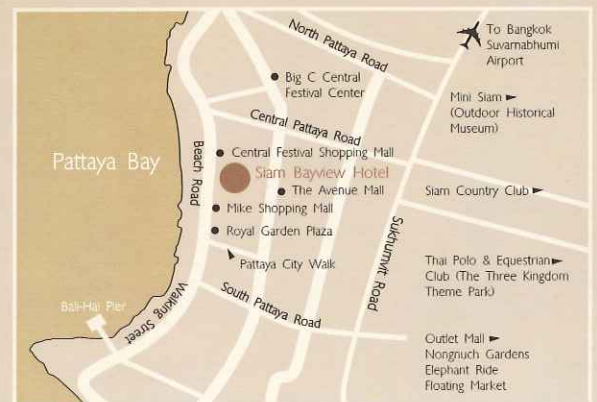 North Pattaya Road
To Bangkok
Suvarnabhumi
Airport
Big C Central
Festival Center
Mini Siam
(Outdoor Historical
Museum)
Central Pattaya Road
Beach Road
Pattaya Bay
Central Festival Shopping Mall
Siam Bayview Hotel
The Avenue Mall
Siam Country Club
Mike Shopping Mall
Royal Garden Plaza
Sukhumvit Road
Pattaya City Walk
Thai Polo & Equestrian
Club (The Three Kingdom
Theme Park)
Walking Street
South Pattaya Road
Bali-Hai Pier
Outlet Mall
Nongnuch Gardens
Elephant Ride
Floating Market